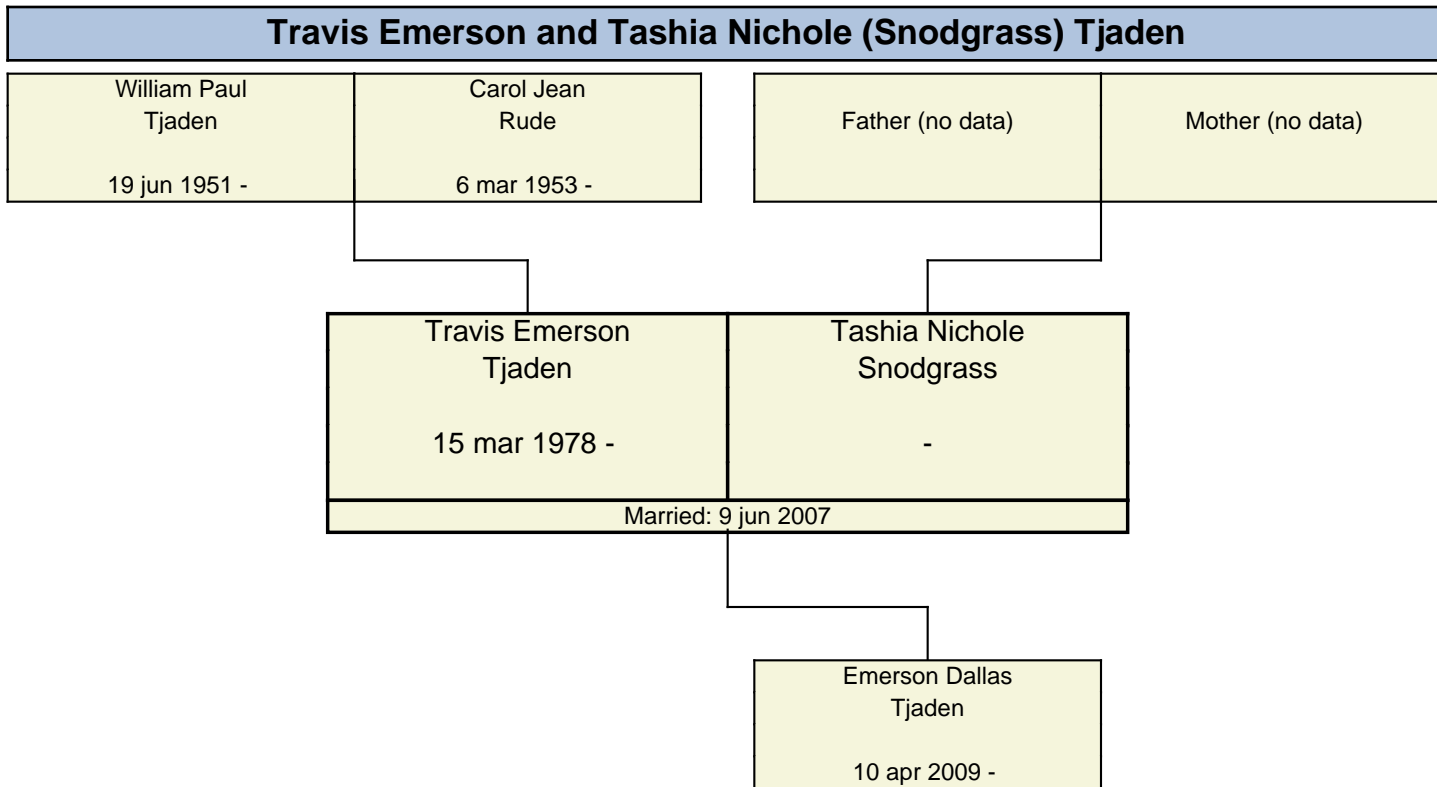 Travis Emerson and Tashia Nichole (Snodgrass) Tjaden
William Paul
Tjaden
19 jun 1951 -
Carol Jean
Rude
6 mar 1953 -
Father (no data)
Mother (no data)
Travis Emerson
Tjaden
15 mar 1978 -
Tashia Nichole
Snodgrass
-
Married: 9 jun 2007
Emerson Dallas
Tjaden
10 apr 2009 -